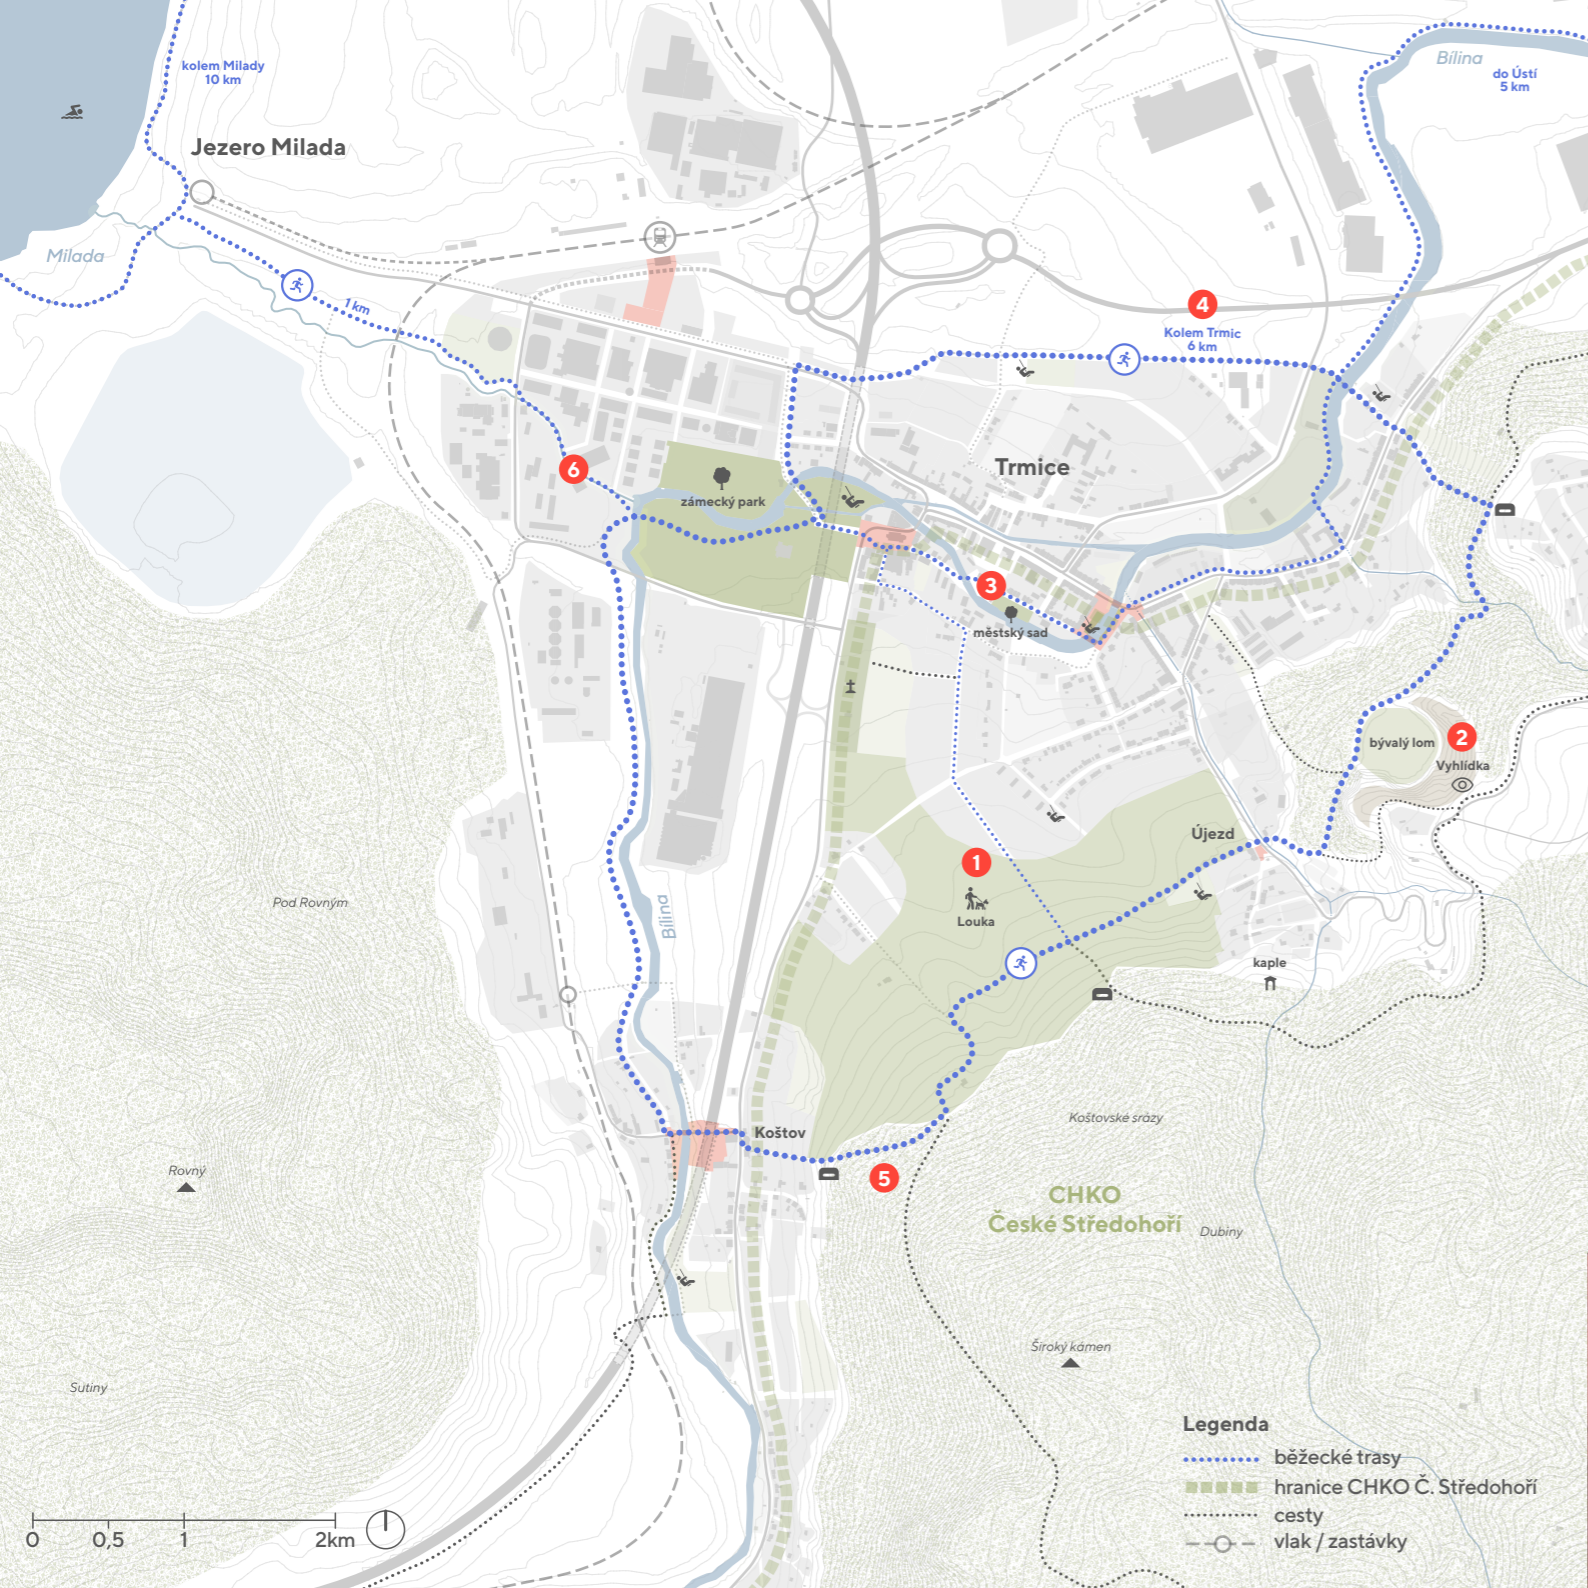 kolem Milady
10 km
Bílina
do Ústí
5 km
Jezero Milada
Milada
1 km
4
Kolem Trmic
6 km
6
zámecký park
Trmice
3
městský sad
bývalý lom
2
Vyhlídka
Újezd
1
Louka
Pod Rovným
Bílina
kaple
Koštov
Koštovské srázy
5
Rovný
CHKO
České Středohoří
Dubiny
Široký kámen
Sutiny
Legenda
běžecké trasy
hranice CHKO Č. Středohoří
cesty
vlak / zastávky
0 0,5 1 2km